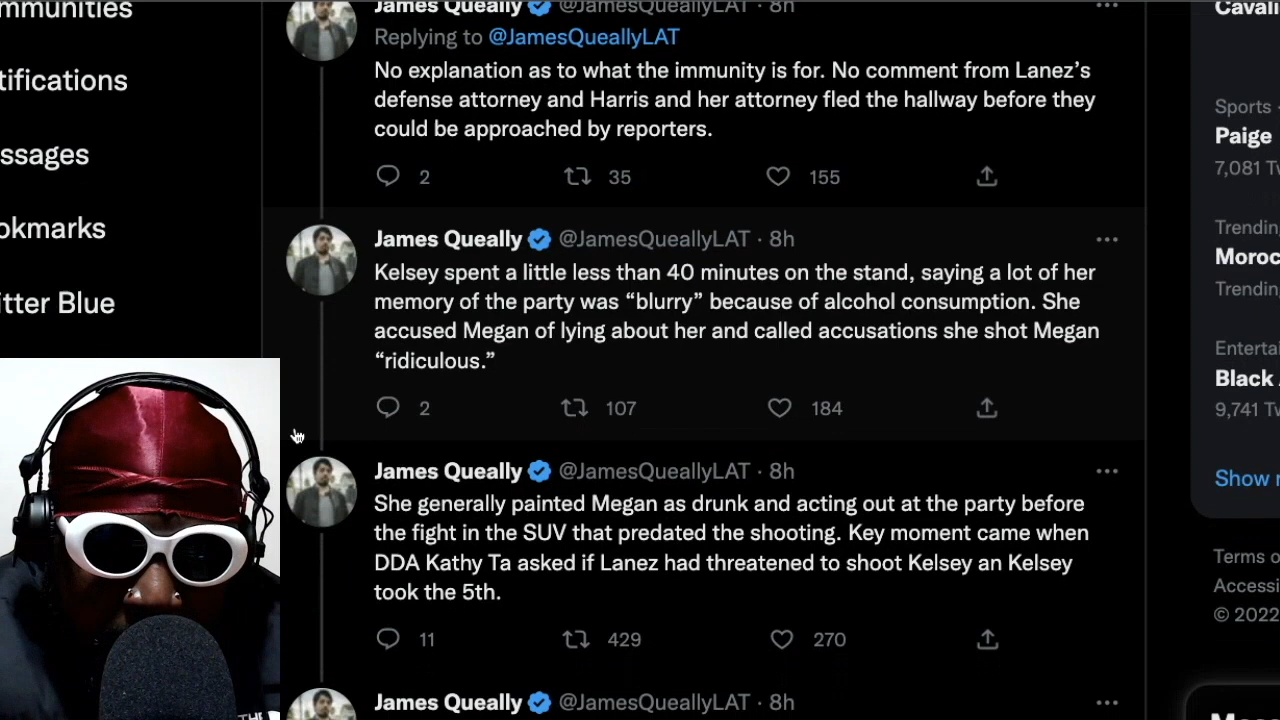 mmunities
tifications
ssages
okmarks
itter Blue
James Queally @JamesQueallyLAT · 8h
Replying to @JamesQueallyLAT
No explanation as to what the immunity is for. No comment from Lanez’s
defense attorney and Harris and her attorney fled the hallway before they
could be approached by reporters.
2 35 155
James Queally @JamesQueallyLAT · 8h
Kelsey spent a little less than 40 minutes on the stand, saying a lot of her
memory of the party was “blurry” because of alcohol consumption. She
accused Megan of lying about her and called accusations she shot Megan
“ridiculous.”
2 107 184
James Queally @JamesQueallyLAT · 8h
She generally painted Megan as drunk and acting out at the party before
the fight in the SUV that predated the shooting. Key moment came when
DDA Kathy Ta asked if Lanez had threatened to shoot Kelsey an Kelsey
took the 5th.
11 429 270
James Queally @JamesQueallyLAT · 8h
Cavali
Sports ·
Paige
7,081 Tw
Trendin
Moroc
Trendin
Entertai
Black
9,741 Tw
Show
Terms o
Accessi
© 2022
THE